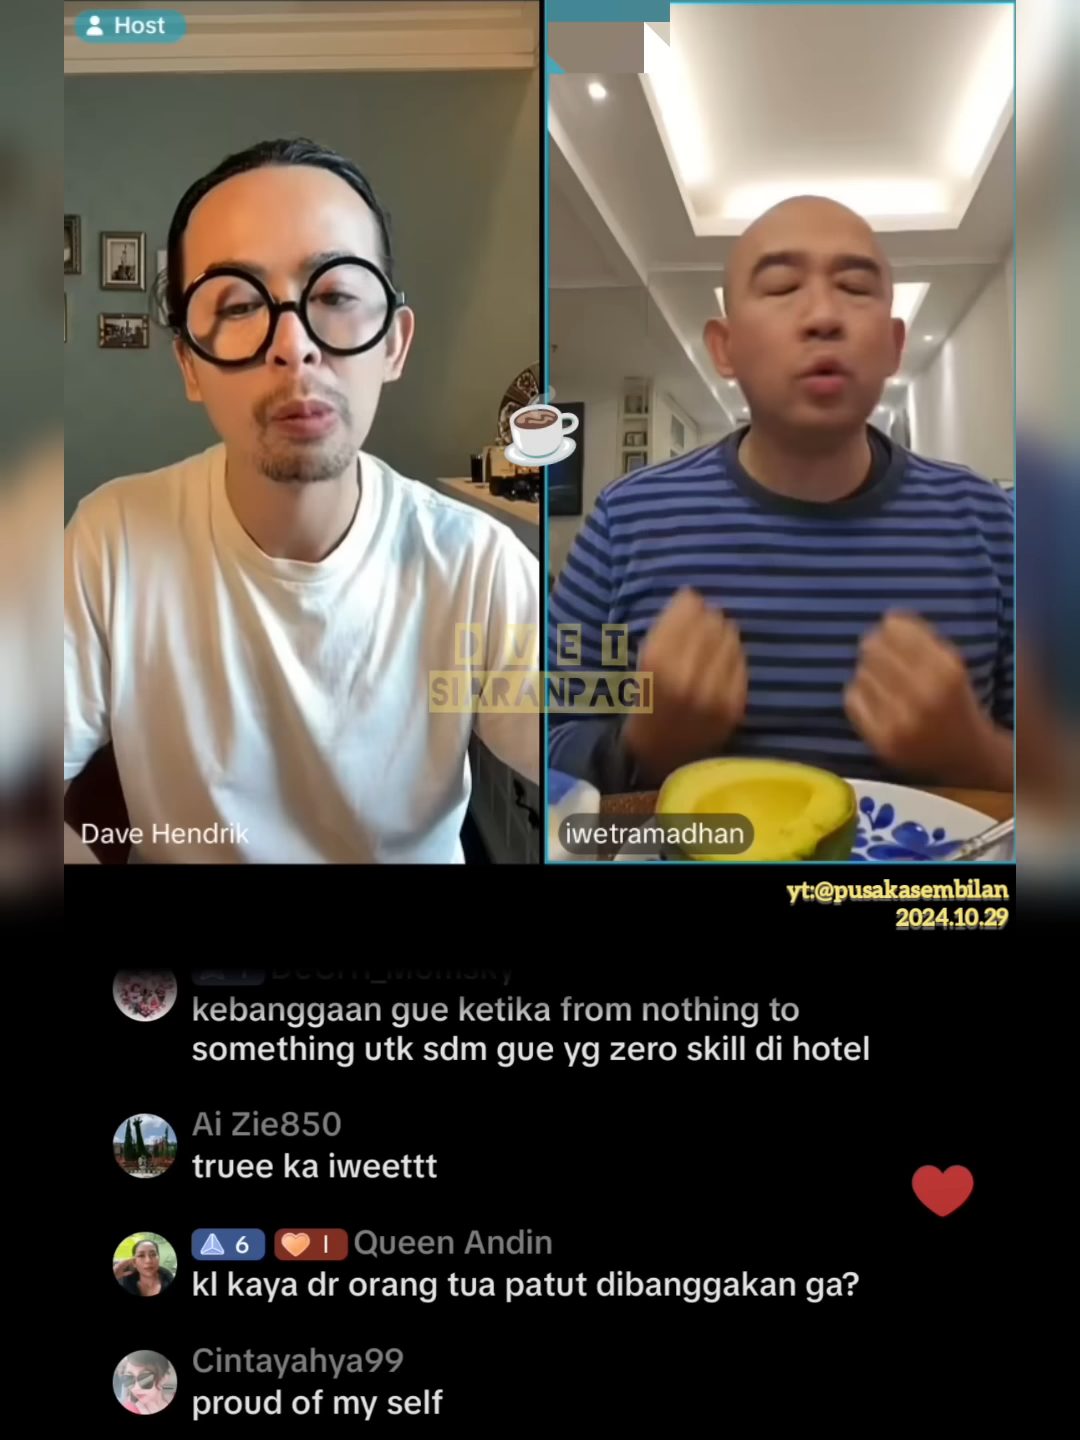 Host
D V E T
SIARANPAGI
Dave Hendrik
iwetramadhan
yt:@pusakasembilan
2024.10.29
kebanggaan gue ketika from nothing to
something utk sdm gue yg zero skill di hotel
Ai Zie850
truee ka iweettt
6 1 Queen Andin
kl kaya dr orang tua patut dibanggakan ga?
Cintayahya99
proud of my self